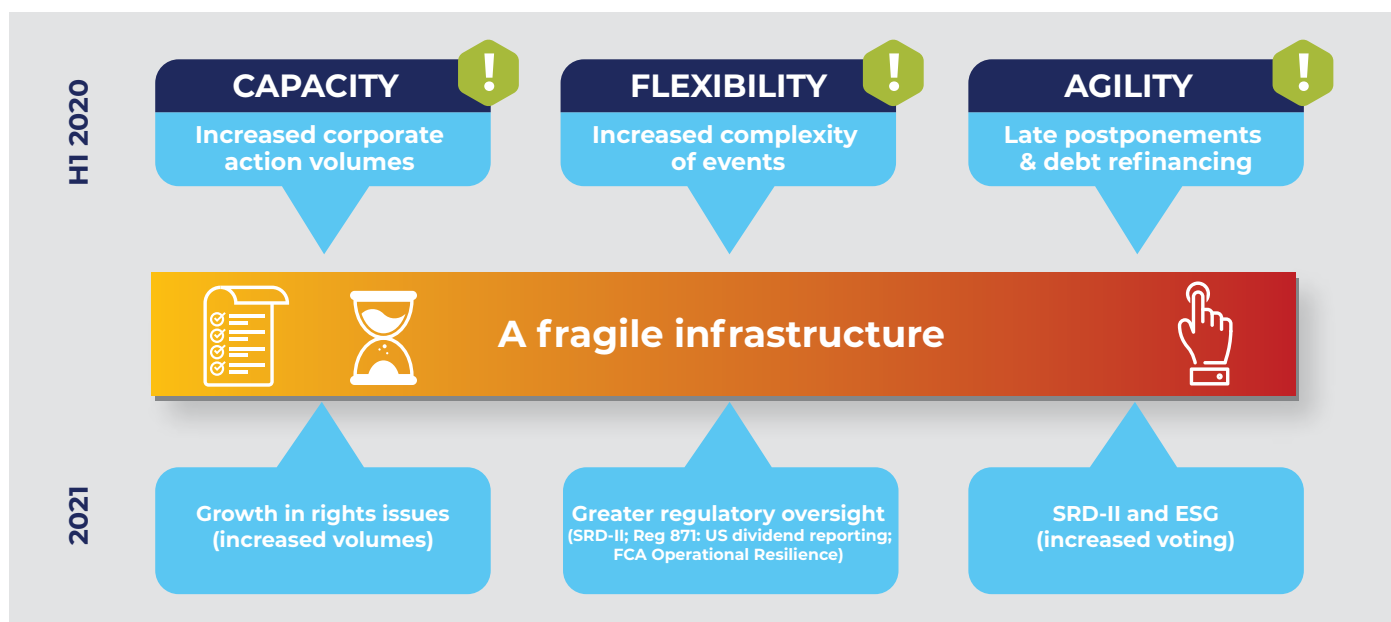 H1 2020
CAPACITY
!
Increased corporate
action volumes
FLEXIBILITY
!
Increased complexity
of events
AGILITY
!
Late postponements
& debt refinancing
A fragile infrastructure
2021
Growth in rights issues
(increased volumes)
Greater regulatory oversight
(SRD-II; Reg 871: US dividend reporting;
FCA Operational Resilience)
SRD-II and ESG
(increased voting)